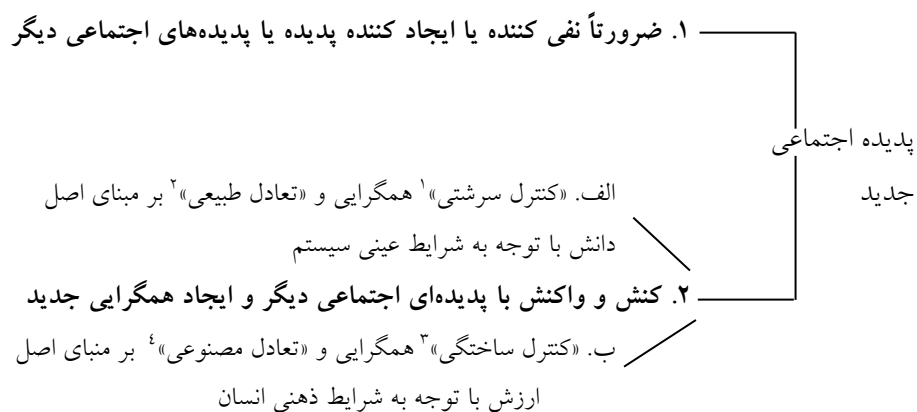 ۱. ضرورتاً نفی کننده یا ایجاد کننده پدیده یا پدیده‌های اجتماعی دیگر
پدیده اجتماعی
جدید
الف. «کنترل سرشتی»۱ همگرایی و «تعادل طبیعی»۲ بر مبنای اصل
دانش با توجه به شرایط عینی سیستم
۲. کنش و واکنش با پدیده‌ای اجتماعی دیگر و ایجاد همگرایی جدید
ب. «کنترل ساختگی»۳ همگرایی و «تعادل مصنوعی»۴ بر منبای اصل
ارزش با توجه به شرایط ذهنی انسان